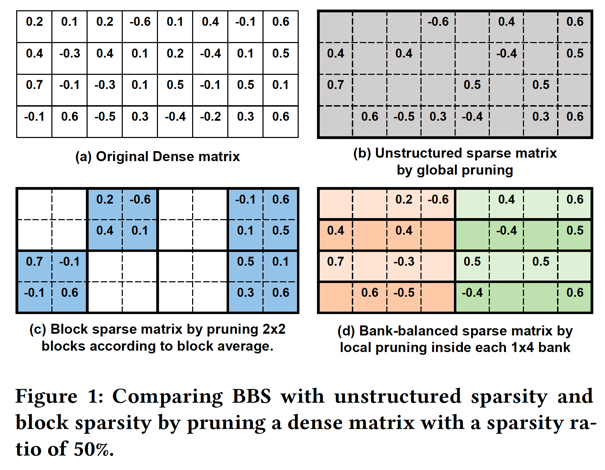 0.2 0.1 0.2 -0.6 0.1 0.4 -0.1 0.6
0.4 -0.3 0.4 0.1 0.2 -0.4 0.1 0.5
0.7 -0.1 -0.3 0.1 0.5 -0.1 0.5 0.1
-0.1 0.6 -0.5 0.3 -0.4 -0.2 0.3 0.6
(a) Original Dense matrix
-0.6 0.4 0.6
0.4 0.4 -0.4 0.5
0.7 0.5 0.5
0.6 -0.5 0.3 -0.4 0.3 0.6
(b) Unstructured sparse matrix
by global pruning
0.2 -0.6 -0.1 0.6
0.4 0.1 0.1 0.5
0.7 -0.1 0.5 0.1
-0.1 0.6 0.3 0.6
(c) Block sparse matrix by pruning 2x2
blocks according to block average.
0.2 -0.6 0.4 0.6
0.4 0.4 -0.4 0.5
0.7 -0.3 0.5 0.5
0.6 -0.5 -0.4 0.6
(d) Bank-balanced sparse matrix by
local pruning inside each 1x4 bank
Figure 1: Comparing BBS with unstructured sparsity and
block sparsity by pruning a dense matrix with a sparsity ra-
tio of 50%.